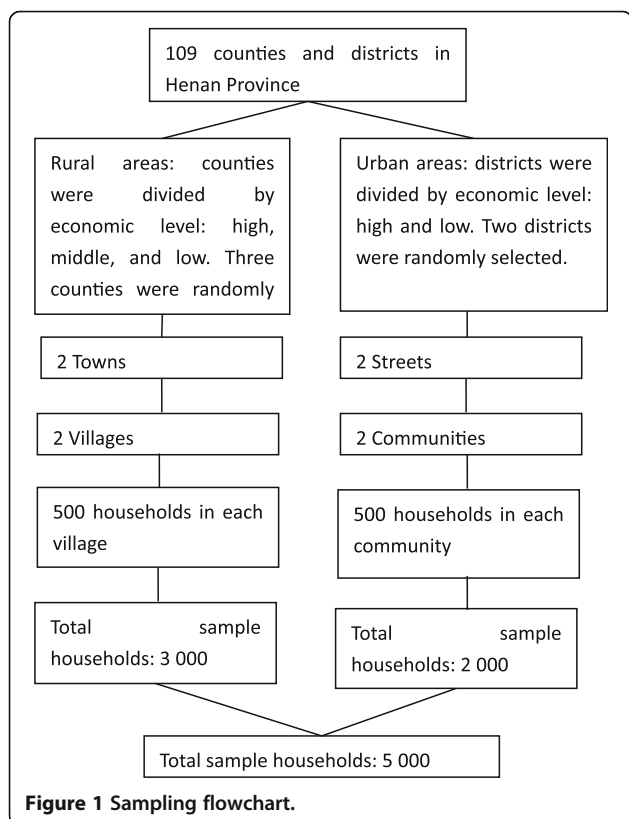 109 counties and districts in
Henan Province
Rural areas: counties
were divided by
economic level: high,
middle, and low. Three
counties were randomly
Urban areas: districts were
divided by economic level:
high and low. Two districts
were randomly selected.
2 Towns
2 Streets
2 Villages
2 Communities
500 households in each
village
500 households in each
community
Total sample
households: 3 000
Total sample
households: 2 000
Total sample households: 5 000
Figure 1 Sampling flowchart.